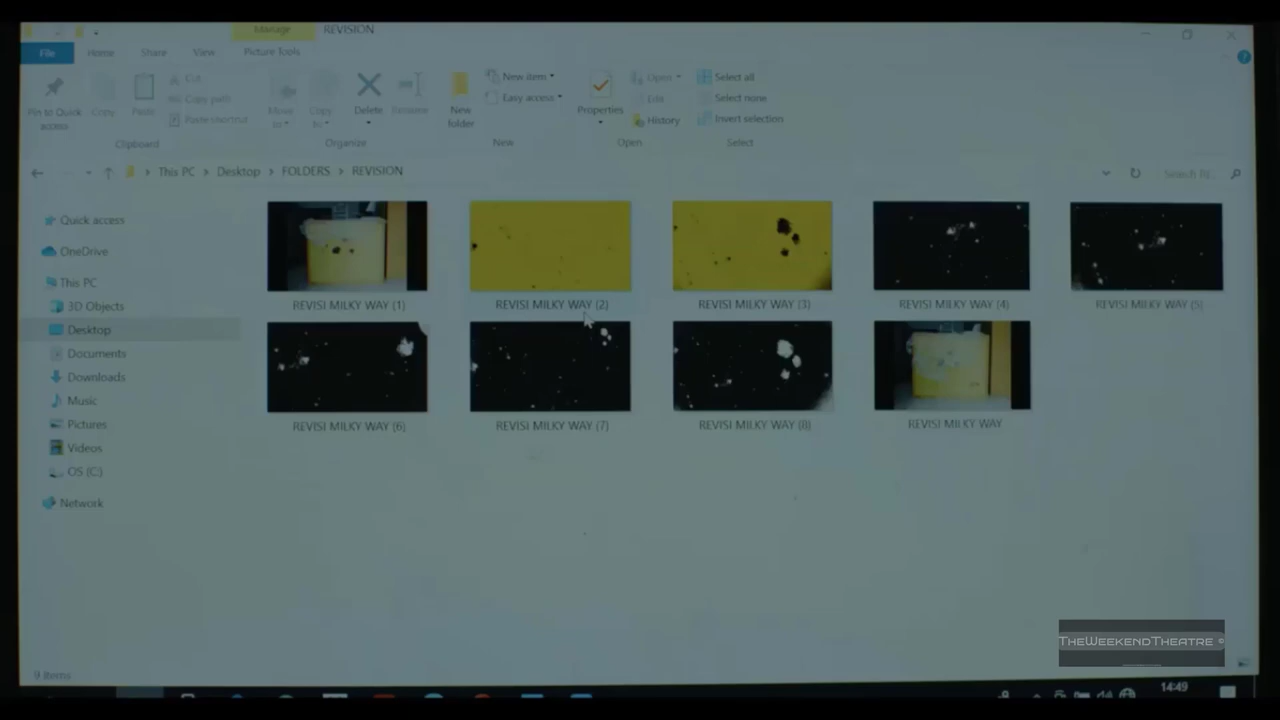 Manage REVISION
File Home Share View Picture Tools
Pin to Quick access
Copy
Paste
Cut
Copy path
Paste shortcut
Clipboard
Move to
Copy to
Delete
Rename
Organize
New folder
New item
Easy access
New
Properties
Open
Edit
History
Open
Select all
Select none
Invert selection
Select
This PC > Desktop > FOLDERS > REVISION
Quick access
OneDrive
This PC
3D Objects
Desktop
Documents
Downloads
Music
Pictures
Videos
OS (C:)
Network
REVISI MILKY WAY (1) REVISI MILKY WAY (2) REVISI MILKY WAY (3) REVISI MILKY WAY (4) REVISI MILKY WAY (5)
REVISI MILKY WAY (6) REVISI MILKY WAY (7) REVISI MILKY WAY (8) REVISI MILKY WAY
THEWEEKENDTHEATRE ©
9 items
14:49